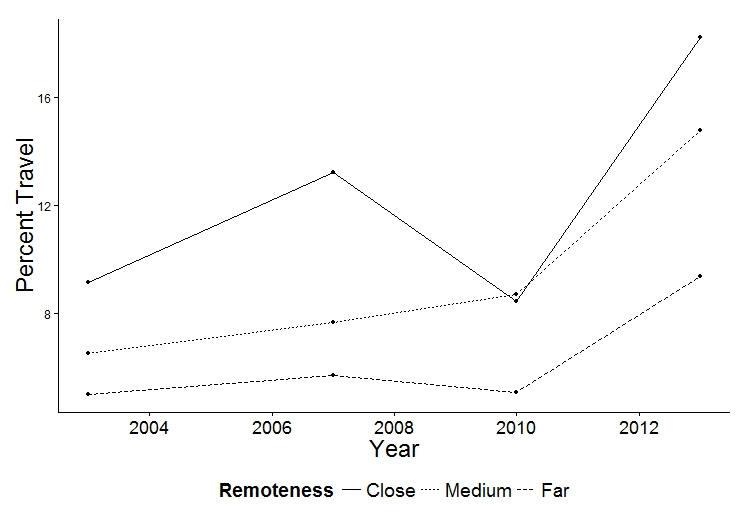 Percent Travel
16
12
8
2004 2006 2008 2010 2012
Year
Remoteness Close Medium Far